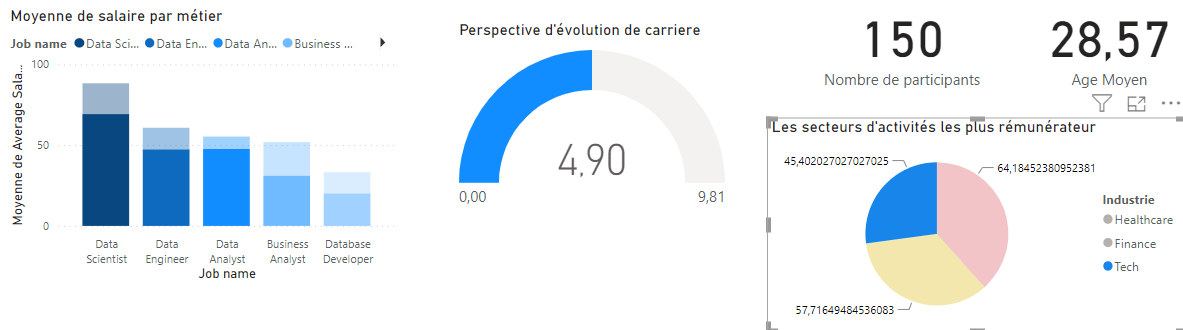 Moyenne de salaire par métier
Job name Data Sci... Data En... Data An... Business ...
Moyenne de Average Sala...
100
50
0
Data Scientist
Data Engineer
Data Analyst
Business Analyst
Database Developer
Job name
Perspective d'évolution de carriere
4,90
0,00
9,81
150
Nombre de participants
28,57
Age Moyen
Les secteurs d'activités les plus rémunérateur
45,402027027027025
64,18452380952381
57,71649484536083
Industrie
Healthcare
Finance
Tech